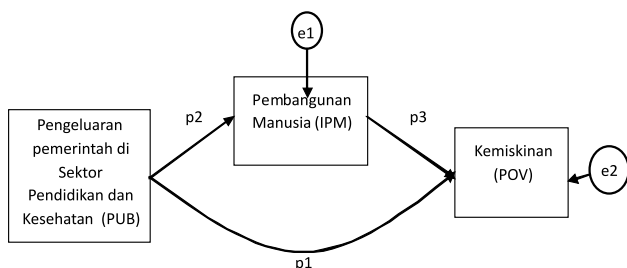 e1
p2
Pembangunan
Manusia (IPM)
p3
Pengeluaran
pemerintah di
Sektor
Pendidikan dan
Kesehatan (PUB)
Kemiskinan
(POV)
e2
p1